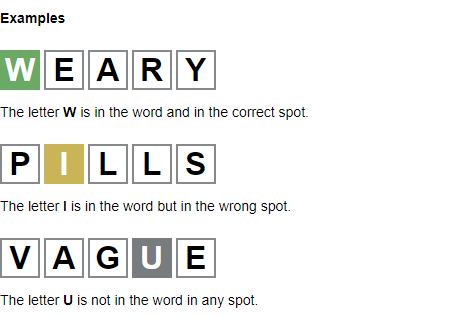 Examples
W E A R Y
The letter W is in the word and in the correct spot.
P I L L S
The letter I is in the word but in the wrong spot.
V A G U E
The letter U is not in the word in any spot.